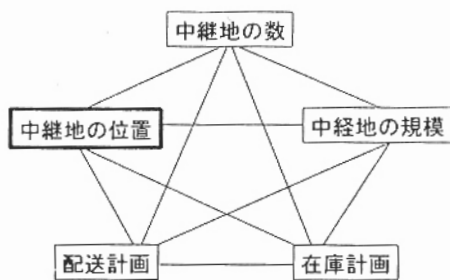 中継地の数
中継地の位置
中経地の規模
配送計画
在庫計画